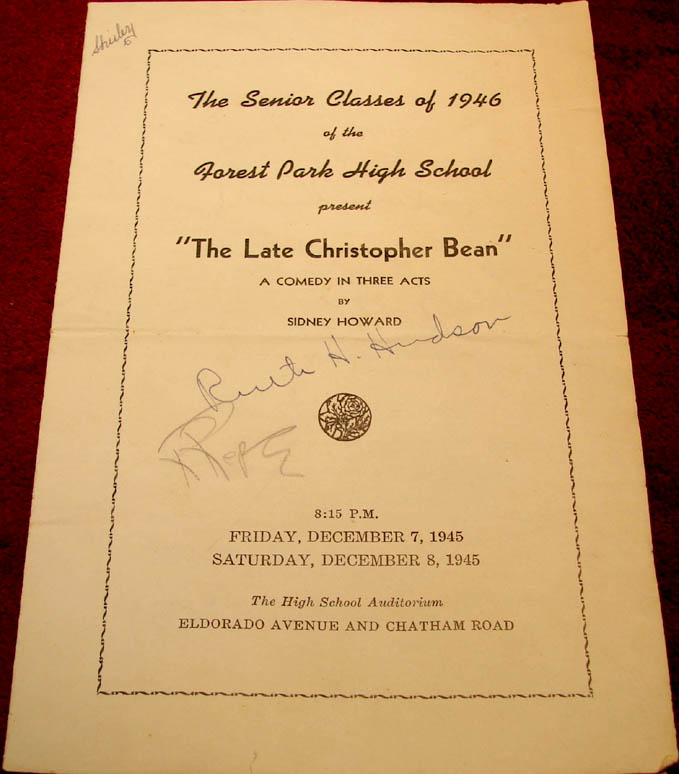 Shirley
The Senior Classes of 1946
of the
Forest Park High School
present
"The Late Christopher Bean"
A COMEDY IN THREE ACTS
BY
SIDNEY HOWARD
Ruth H. Hudson
8:15 P.M.
FRIDAY, DECEMBER 7, 1945
SATURDAY, DECEMBER 8, 1945
The High School Auditorium
ELDORADO AVENUE AND CHATHAM ROAD